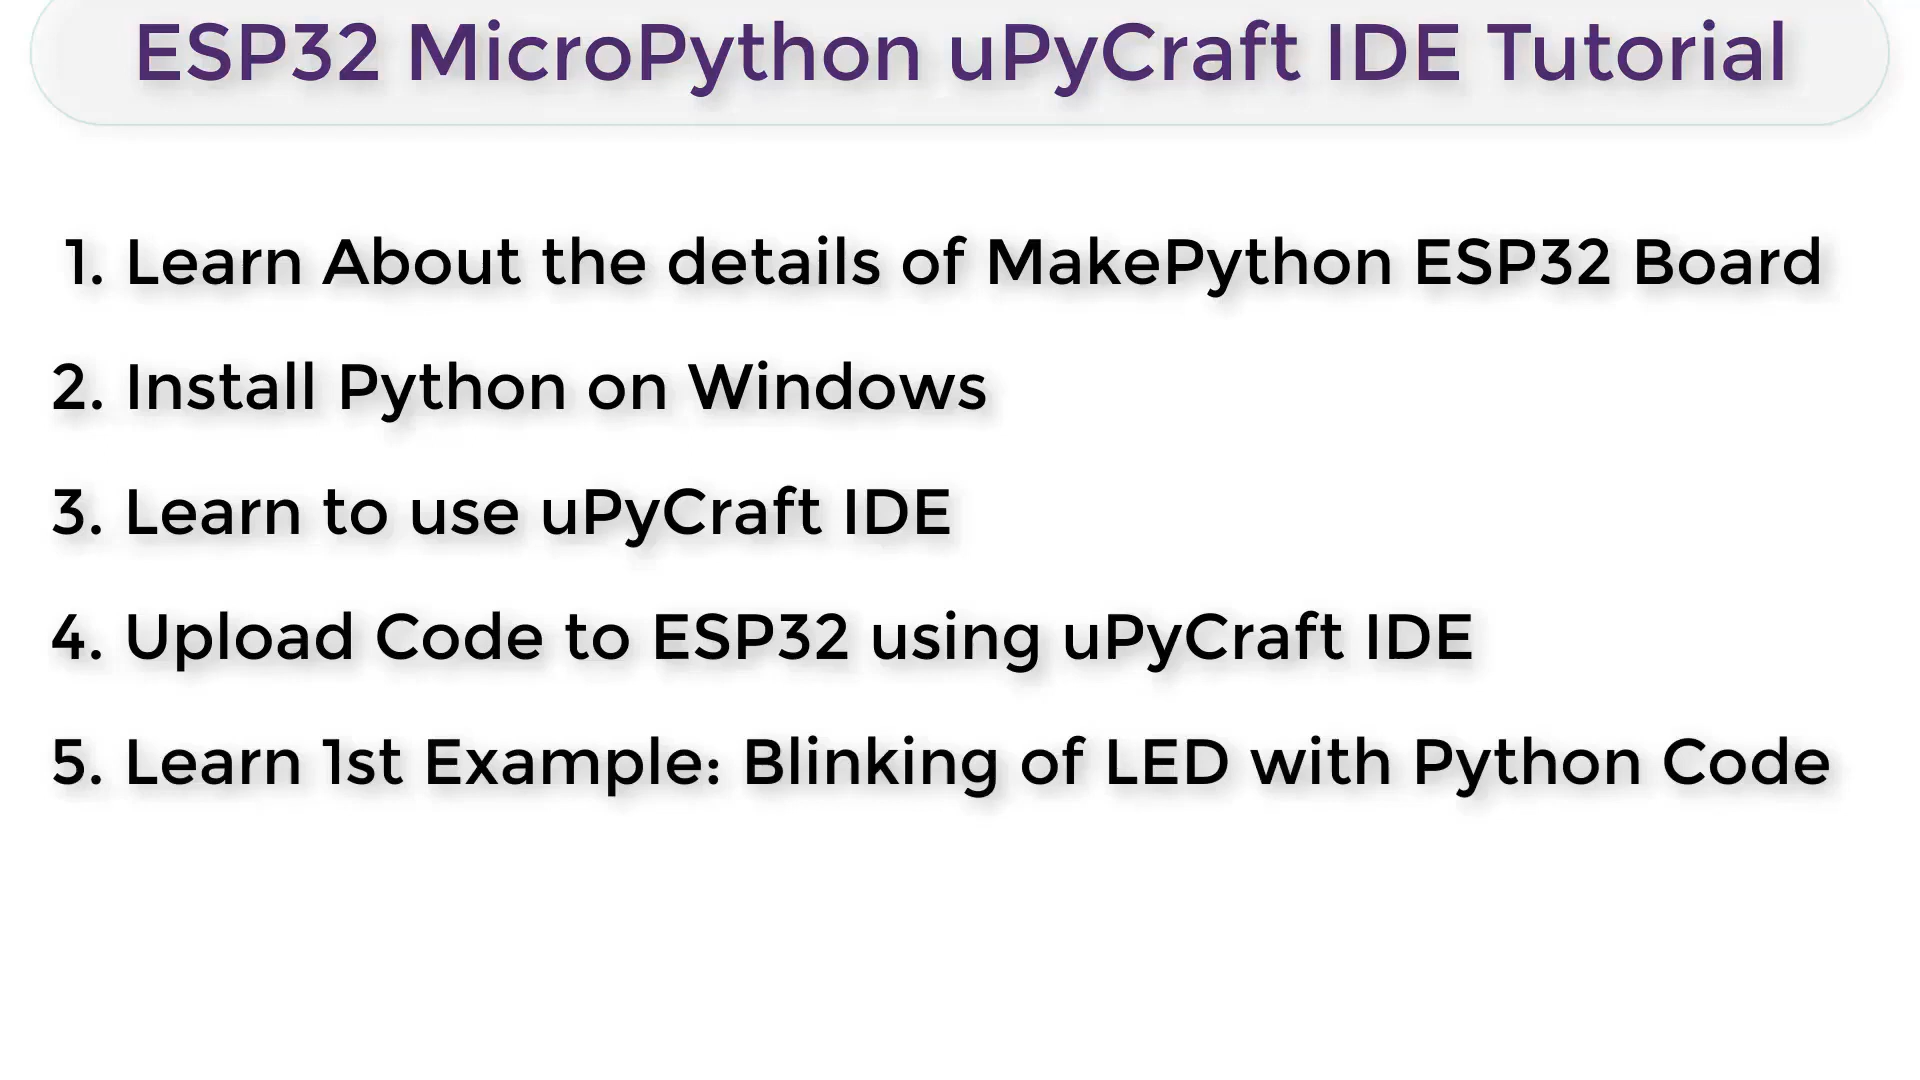 ESP32 MicroPython uPyCraft IDE Tutorial
1. Learn About the details of MakePython ESP32 Board
2. Install Python on Windows
3. Learn to use uPyCraft IDE
4. Upload Code to ESP32 using uPyCraft IDE
5. Learn 1st Example: Blinking of LED with Python Code